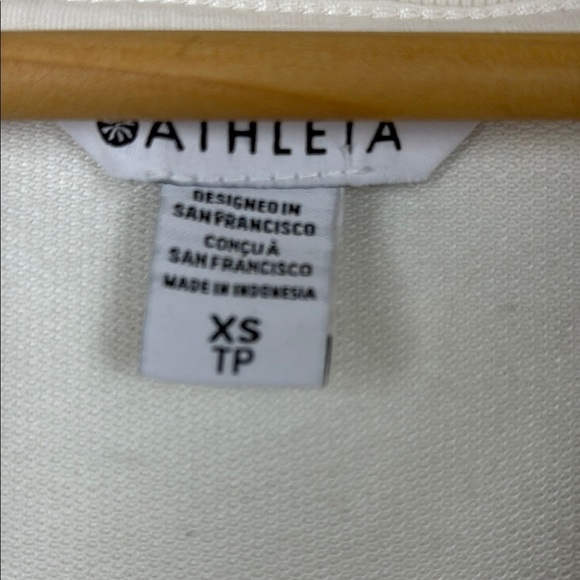 ATHLETA
DESIGNED IN
SAN FRANCISCO
CONÇU À
SAN FRANCISCO
MADE IN INDONESIA
XS
TP